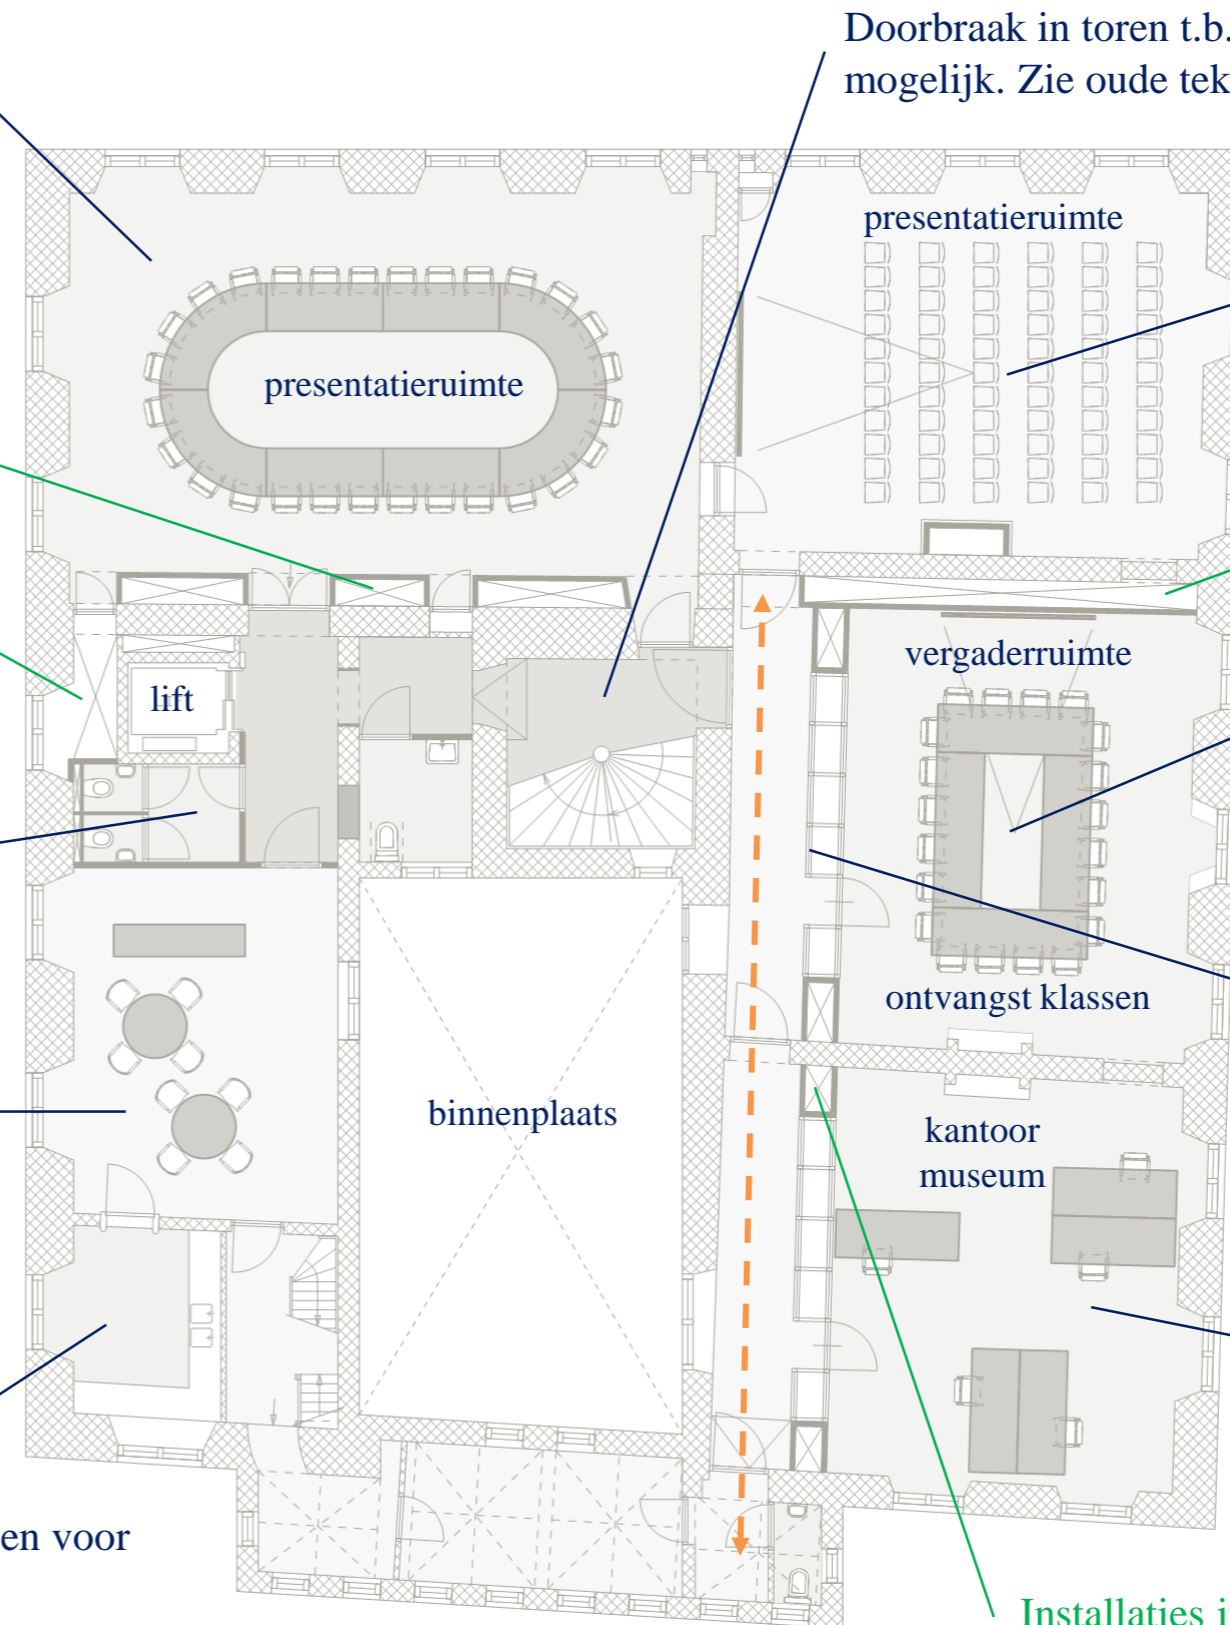 Doorbraak in toren t.b.
mogelijk. Zie oude tek
presentatieruimte
presentatieruimte
vergaderruimte
lift
ontvangst klassen
binnenplaats
kantoor
museum
en voor
Installaties i